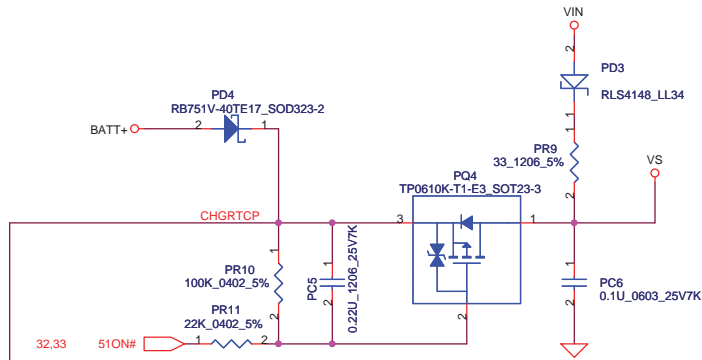 VIN
2
PD3
RLS4148_LL34
1
PD4
RB751V-40TE17_SOD323-2
BATT+
2
1
1
PR9
33_1206_5%
2
VS
PQ4
TP0610K-T1-E3_SOT23-3
CHGRTCP
3
1
2
1
PR10
100K_0402_5%
2
1
PC5
2
0.22U_1206_25V7K
1
PC6
0.1U_0603_25V7K
2
PR11
22K_0402_5%
32,33
51ON#
1
2